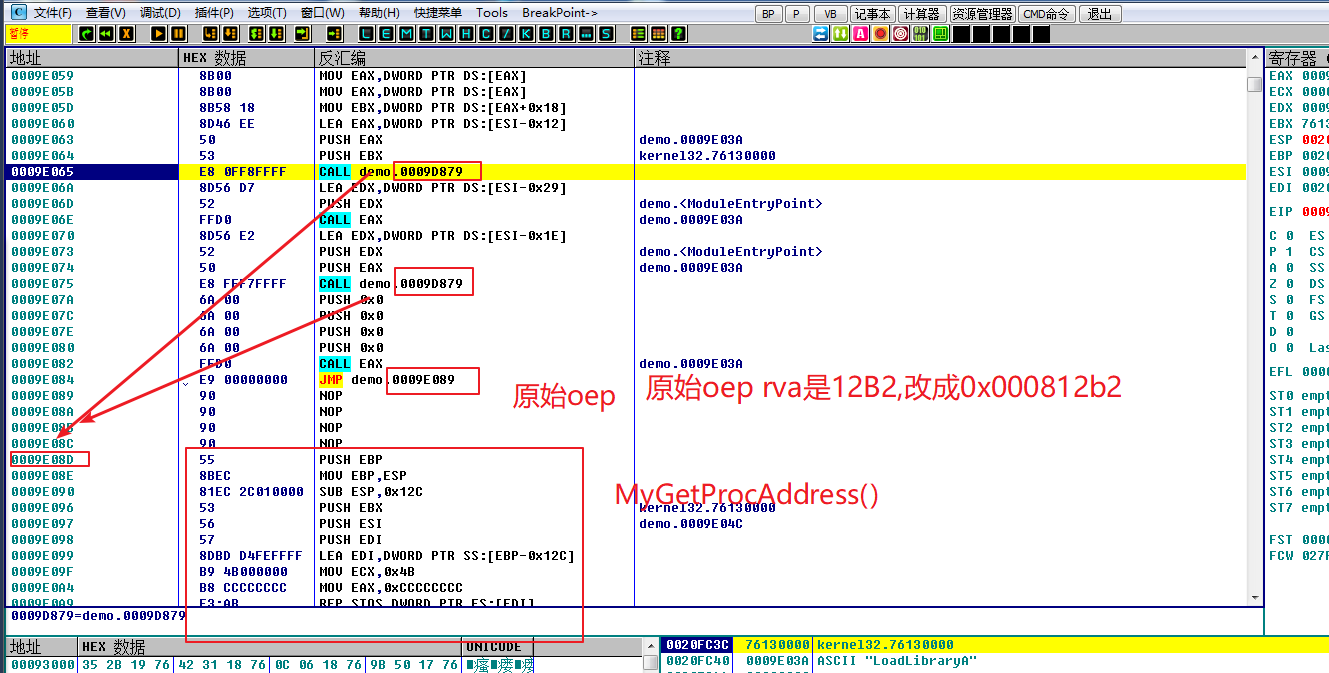 文件(F) 查看(V) 调试(D) 插件(P) 选项(T) 窗口(W) 帮助(H) 快捷菜单 Tools BreakPoint-> BP P VB 记事本 计算器 资源管理器 CMD命令 退出
暂停 L E M T W H C / K B R ... S
地址 HEX 数据 反汇编 注释 寄存器
0009E059 8B00 MOV EAX,DWORD PTR DS:[EAX] EAX 0009
0009E05B 8B00 MOV EAX,DWORD PTR DS:[EAX] ECX 0000
0009E05D 8B58 18 MOV EBX,DWORD PTR DS:[EAX+0x18] EDX 0009
0009E060 8D46 EE LEA EAX,DWORD PTR DS:[ESI-0x12] EBX 7613
0009E063 50 PUSH EAX demo.0009E03A ESP 0020
0009E064 53 PUSH EBX kernel32.76130000 EBP 0020
0009E065 E8 0FF8FFFF CALL demo.0009D879 ESI 0009
0009E06A 8D56 D7 LEA EDX,DWORD PTR DS:[ESI-0x29] EDI 0020
0009E06D 52 PUSH EDX demo.<ModuleEntryPoint>
0009E06E FFD0 CALL EAX demo.0009E03A EIP 0009
0009E070 8D56 E2 LEA EDX,DWORD PTR DS:[ESI-0x1E] C 0 ES
0009E073 52 PUSH EDX demo.<ModuleEntryPoint> P 1 CS
0009E074 50 PUSH EAX demo.0009E03A A 0 SS
0009E075 E8 FFF7FFFF CALL demo.0009D879 Z 0 DS
0009E07A 6A 00 PUSH 0x0 S 0 FS
0009E07C 6A 00 PUSH 0x0 T 0 GS
0009E07E 6A 00 PUSH 0x0 D 0
0009E080 6A 00 PUSH 0x0 O 0 Las
0009E082 FFD0 CALL EAX demo.0009E03A
0009E084 E9 00000000 JMP demo.0009E089 EFL 0000
原始oep 原始oep rva是12B2,改成0x000812b2
0009E089 90 NOP ST0 empt
0009E08A 90 NOP ST1 empt
0009E08B 90 NOP ST2 empt
0009E08C 90 NOP ST3 empt
0009E08D 55 PUSH EBP ST4 empt
0009E08E 8BEC MOV EBP,ESP ST5 empt
0009E090 81EC 2C010000 SUB ESP,0x12C ST6 empt
MyGetProcAddress()
0009E096 53 PUSH EBX kernel32.76130000 ST7 empt
0009E097 56 PUSH ESI demo.0009E04C
0009E098 57 PUSH EDI FST 0000
0009E099 8DBD D4FEFFFF LEA EDI,DWORD PTR SS:[EBP-0x12C] FCW 027F
0009E09F B9 4B000000 MOV ECX,0x4B
0009E0A4 B8 CCCCCCCC MOV EAX,0xCCCCCCCC
0009E0A9 F3:AB REP STOS DWORD PTR ES:[EDI]
0009D879=demo.0009D879
地址 HEX 数据 UNICODE 0020FC3C 76130000 kernel32.76130000
00093000 35 2B 19 76 42 31 18 76 0C 06 18 76 9B 50 17 76 0020FC40 0009E03A ASCII "LoadLibraryA"